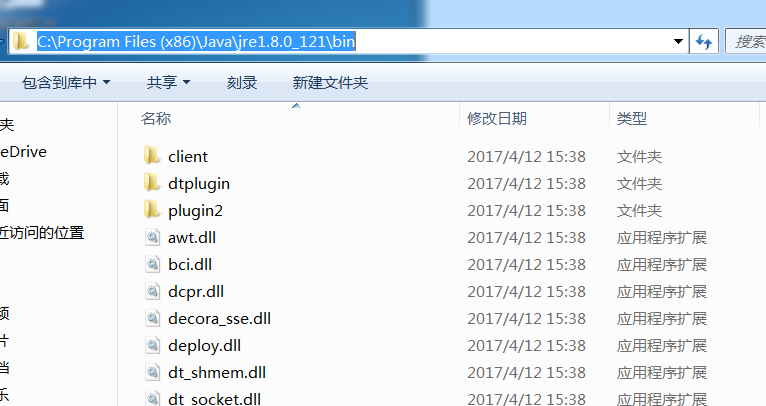 C:\Program Files (x86)\Java\jre1.8.0_121\bin
搜索
包含到库中 共享 刻录 新建文件夹
名称 修改日期 类型
夹
eDrive
载
面
近访问的位置
频
片
当
乐
client 2017/4/12 15:38 文件夹
dtplugin 2017/4/12 15:38 文件夹
plugin2 2017/4/12 15:38 文件夹
awt.dll 2017/4/12 15:38 应用程序扩展
bci.dll 2017/4/12 15:38 应用程序扩展
dcpr.dll 2017/4/12 15:38 应用程序扩展
decora_sse.dll 2017/4/12 15:38 应用程序扩展
deploy.dll 2017/4/12 15:38 应用程序扩展
dt_shmem.dll 2017/4/12 15:38 应用程序扩展
dt_socket.dll 2017/4/12 15:38 应用程序扩展